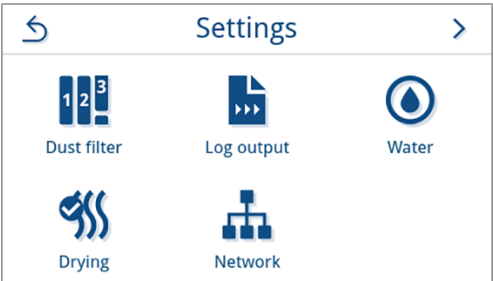 Settings
1 2 3
Dust filter
Log output
Water
Drying
Network